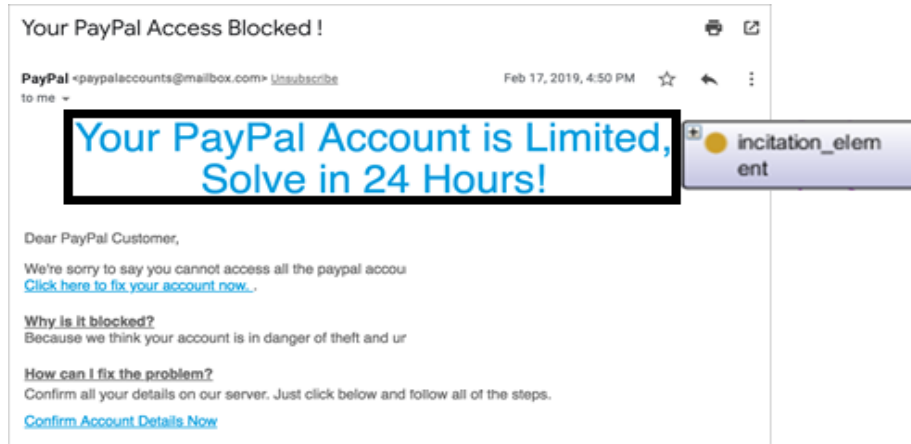 Your PayPal Access Blocked !
PayPal <paypalaccounts@mailbox.com> Unsubscribe
Feb 17, 2019, 4:50 PM
to me
Your PayPal Account is Limited,
Solve in 24 Hours!
incitation_elem
ent
Dear PayPal Customer,
We're sorry to say you cannot access all the paypal accou
Click here to fix your account now. .
Why is it blocked?
Because we think your account is in danger of theft and ur
How can I fix the problem?
Confirm all your details on our server. Just click below and follow all of the steps.
Confirm Account Details Now